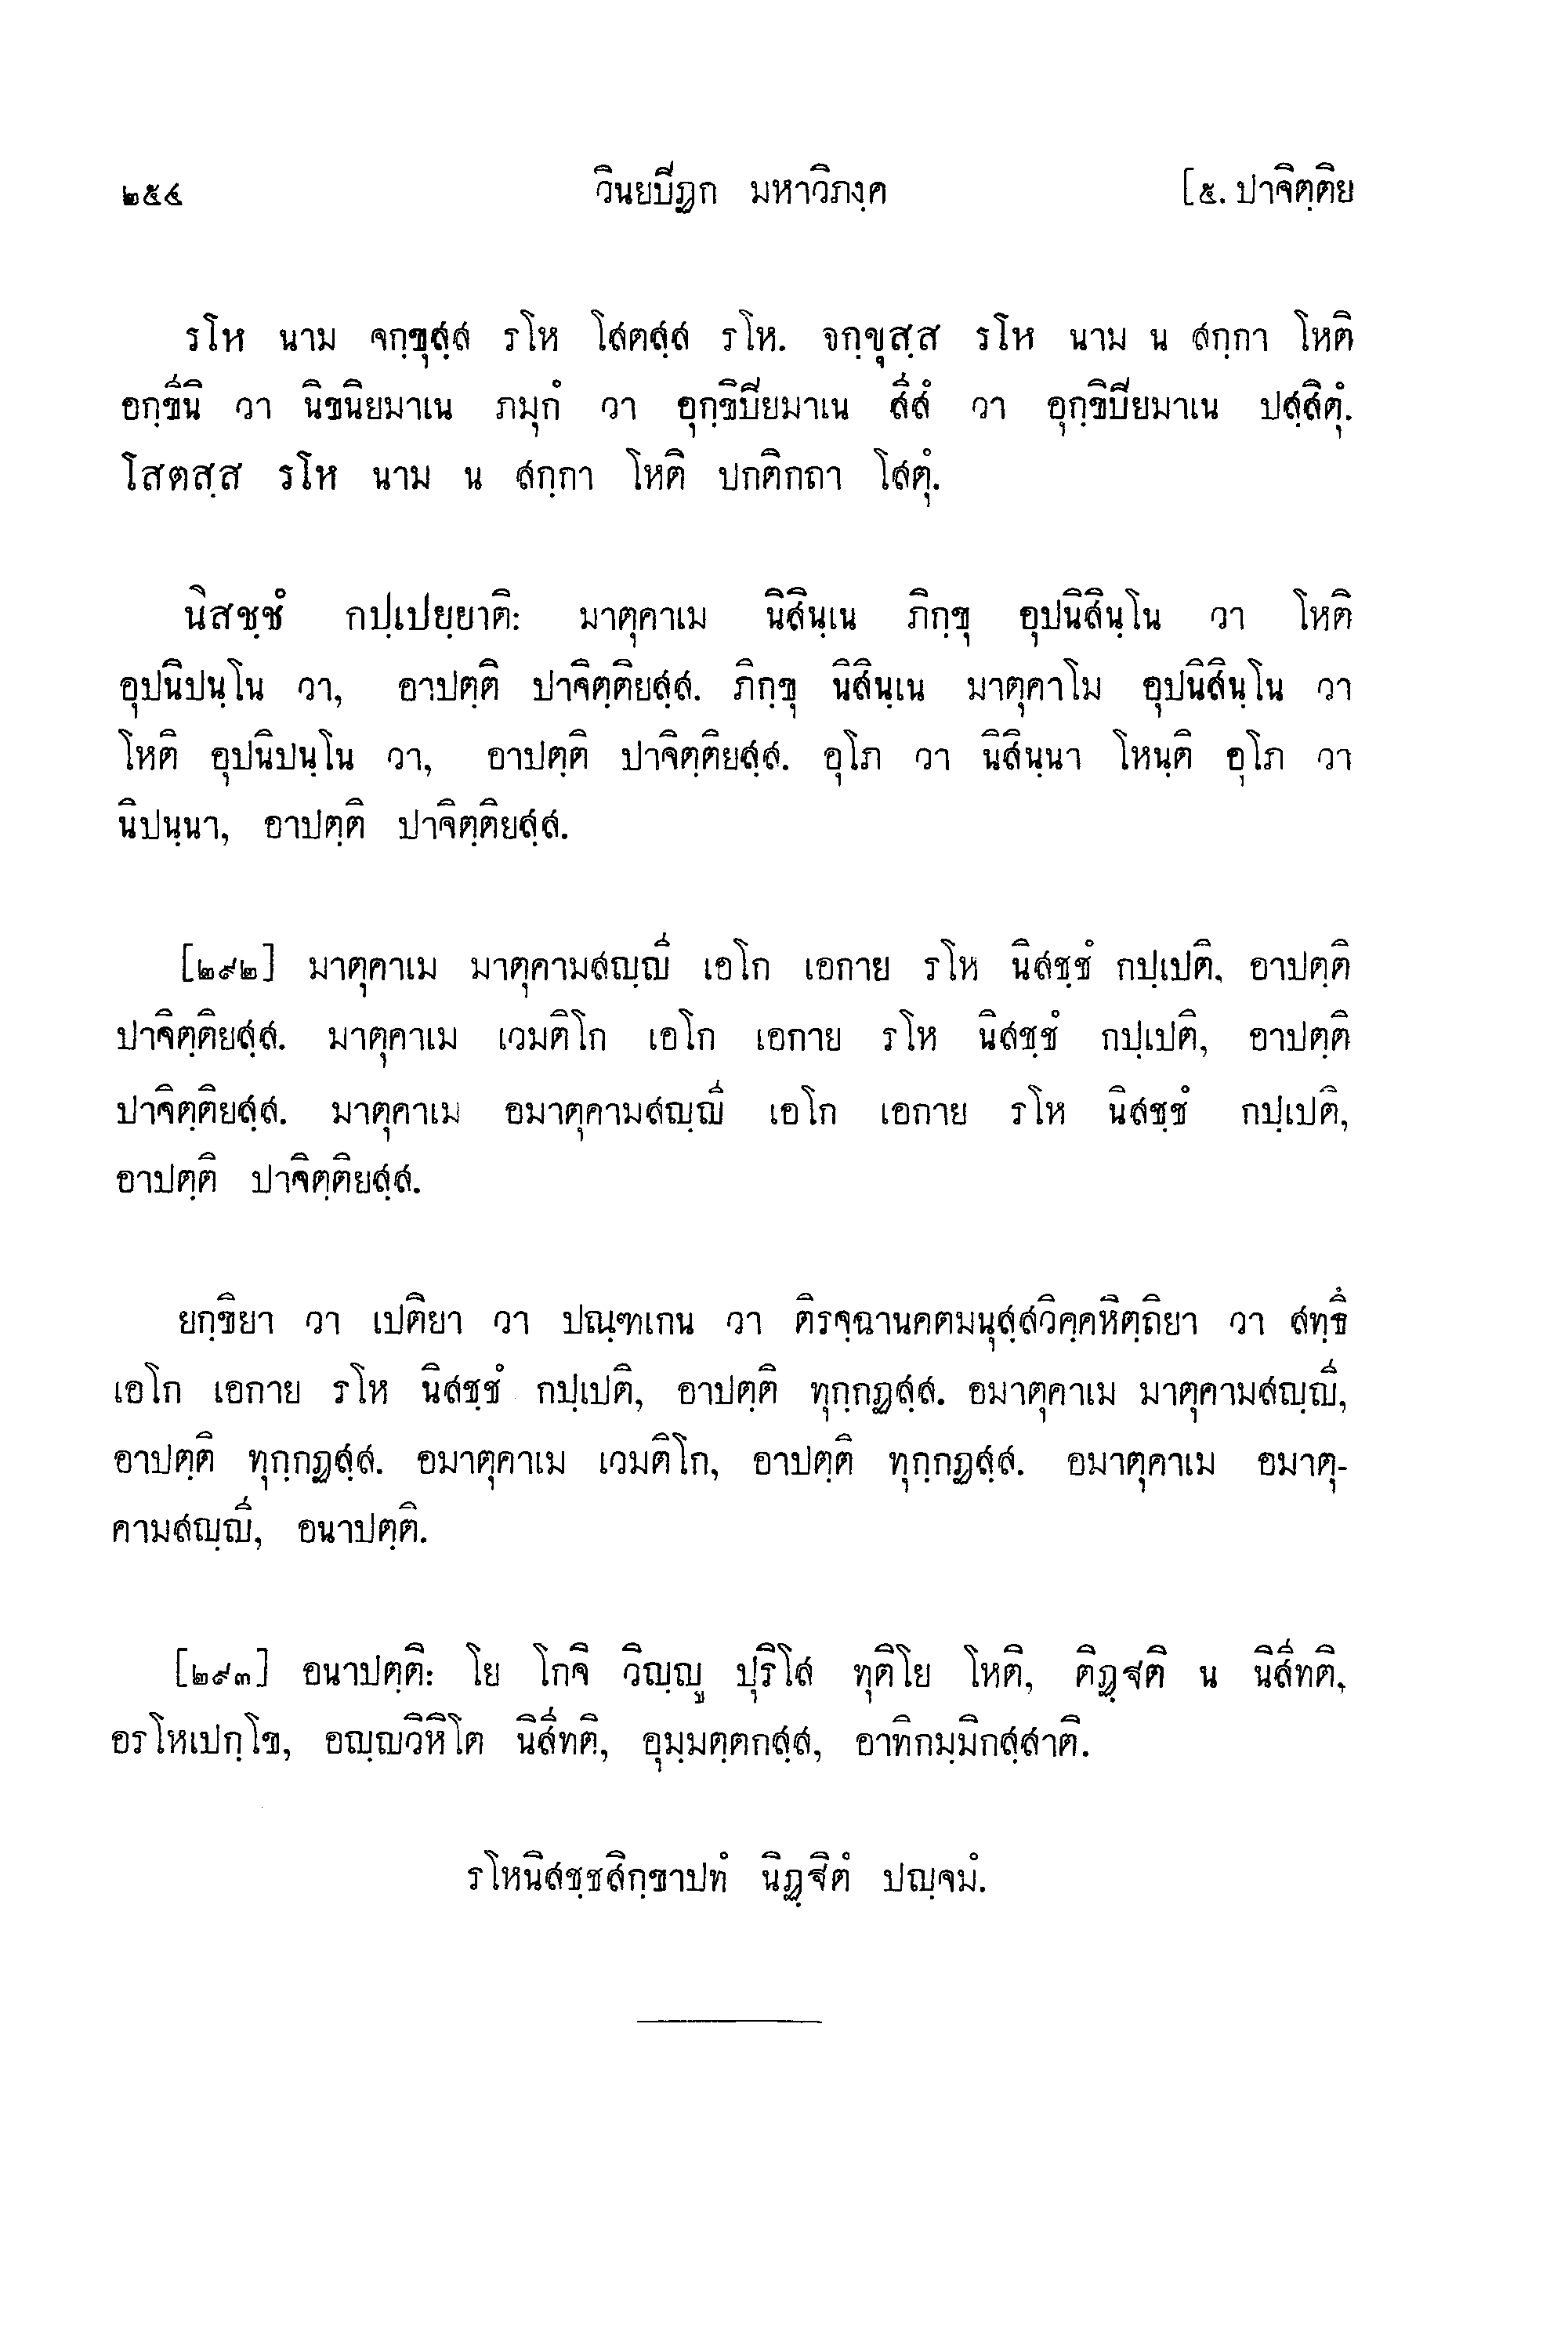 ๒๕๔ วินยปีฏก มหาวิภงฺค [๕. ปาจิตฺติย
รโห นาม จกฺขุสฺส รโห โสตสฺส รโห. จกฺขุสฺส รโห นาม น สกฺกา โหติ
อกฺขีนิ วา นิขนิยมาเน ภมุกํ วา อุกฺขิปียมาเน สีสํ วา อุกฺขิปียมาเน ปสฺสิตุํ.
โสตสฺส รโห นาม น สกฺกา โหติ ปกติกถา โสตุํ.
นิสชฺชํ กปฺเปยฺยาติ: มาตุคาเม นิสินฺเน ภิกฺขุ อุปนิสินฺโน วา โหติ
อุปนิปนฺโน วา, อาปตฺติ ปาจิตฺติยสฺส. ภิกฺขุ นิสินฺเน มาตุคาโม อุปนิสินฺโน วา
โหติ อุปนิปนฺโน วา, อาปตฺติ ปาจิตฺติยสฺส. อุโภ วา นิสินฺนา โหนฺติ อุโภ วา
นิปนฺนา, อาปตฺติ ปาจิตฺติยสฺส.
[๒๙๒] มาตุคาเม มาตุคามสญฺญี เอโก เอกาย รโห นิสชฺชํ กปฺเปติ, อาปตฺติ
ปาจิตฺติยสฺส. มาตุคาเม เวมติโก เอโก เอกาย รโห นิสชฺชํ กปฺเปติ, อาปตฺติ
ปาจิตฺติยสฺส. มาตุคาเม อมาตุคามสญฺญี เอโก เอกาย รโห นิสชฺชํ กปฺเปติ,
อาปตฺติ ปาจิตฺติยสฺส.
ยกฺขิยา วา เปติยา วา ปณฺฑเกน วา ติรจฺฉานคตมนุสฺสวิคฺคหิตฺถิยา วา สทฺธึ
เอโก เอกาย รโห นิสชฺชํ กปฺเปติ, อาปตฺติ ทุกฺกฏสฺส. อมาตุคาเม มาตุคามสญฺญี,
อาปตฺติ ทุกฺกฏสฺส. อมาตุคาเม เวมติโก, อาปตฺติ ทุกฺกฏสฺส. อมาตุคาเม อมาตุ-
คามสญฺญี, อนาปตฺติ.
[๒๙๓] อนาปตฺติ: โย โกจิ วิญฺญู ปุริโส ทุติโย โหติ, ติฏฺฐติ น นิสีทติ,
อรโหเปกฺโข, อญฺญวิหิโต นิสีทติ, อุมฺมตฺตกสฺส, อาทิกมฺมิกสฺสาติ.
รโหนิสชฺชสิกฺขาปทํ นิฏฺฐิตํ ปญฺจมํ.